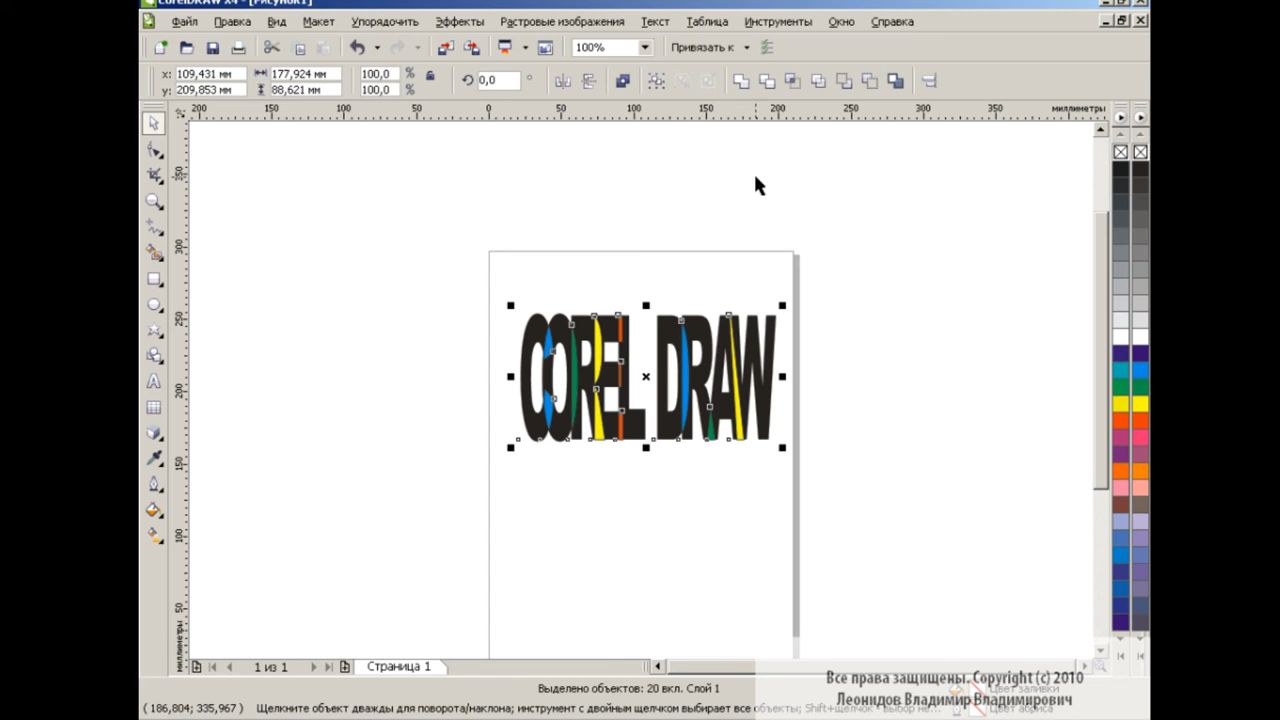 CorelDRAW X4 - [Рисунок1]
Файл Правка Вид Макет Упорядочить Эффекты Растровые изображения Текст Таблица Инструменты Окно Справка
100% Привязать к
x: 109,431 мм 177,924 мм 100,0 % 0,0 °
y: 209,853 мм 88,621 мм 100,0 %
200 150 100 50 0 50 100 150 200 250 300 350 миллиметры
300
250
200
150
100
50
миллиметры
COREL DRAW
1 из 1 Страница 1
Выделено объектов: 20 вкл. Слой 1
( 186,804; 335,967 ) Щелкните объект дважды для поворота/наклона; инструмент с двойным щелчком выбирает все объекты; Shift+щелчок - выбор не...
Цвет заливки
Цвет абриса
Все права защищены. Copyright (c) 2010
Леонидов Владимир Владимирович